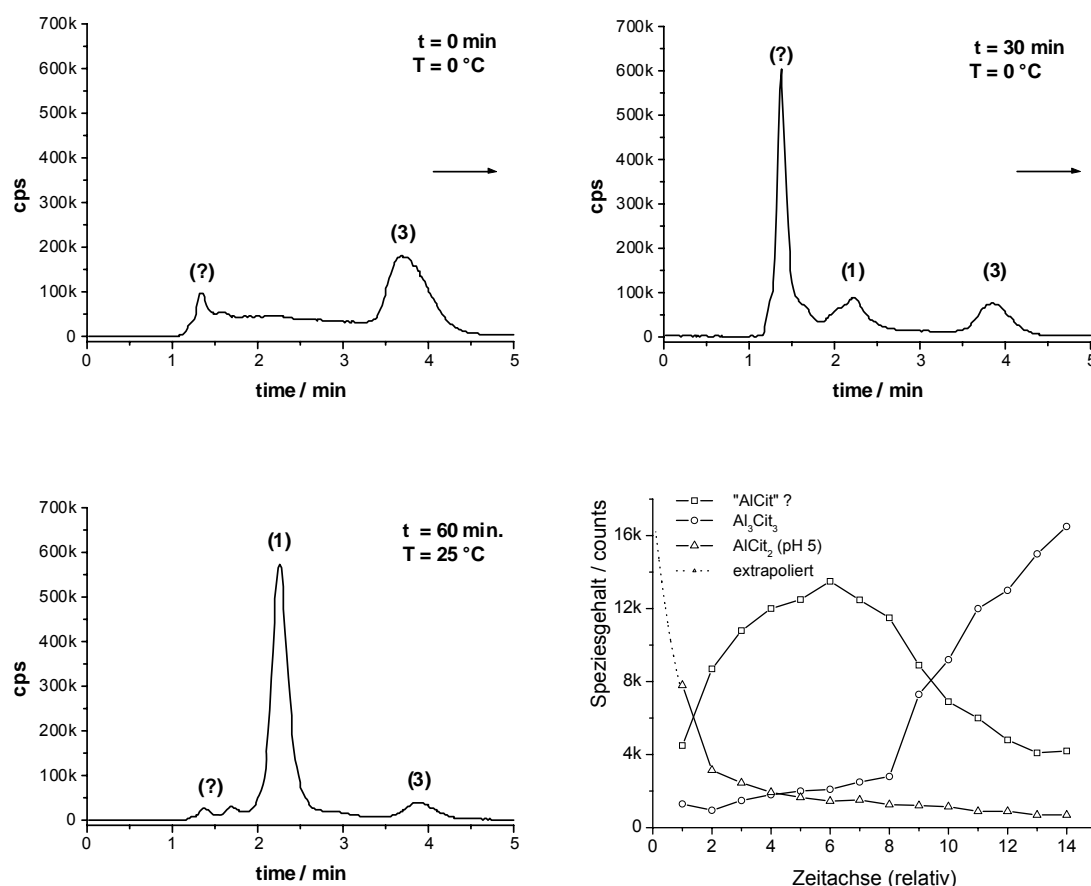 700k
600k
500k
400k
300k
200k
100k
0
cps
0 1 2 3 4 5
time / min
t = 0 min
T = 0 °C
(?)
(3)
700k
600k
500k
400k
300k
200k
100k
0
cps
0 1 2 3 4 5
time / min
t = 30 min
T = 0 °C
(?)
(1)
(3)
700k
600k
500k
400k
300k
200k
100k
0
cps
0 1 2 3 4 5
time / min
t = 60 min.
T = 25 °C
(?)
(1)
(3)
"AlCit" ?
Al₃Cit₃
AlCit₂ (pH 5)
extrapoliert
16k
12k
8k
4k
0
Speziesgehalt / counts
0 2 4 6 8 10 12 14
Zeitachse (relativ)